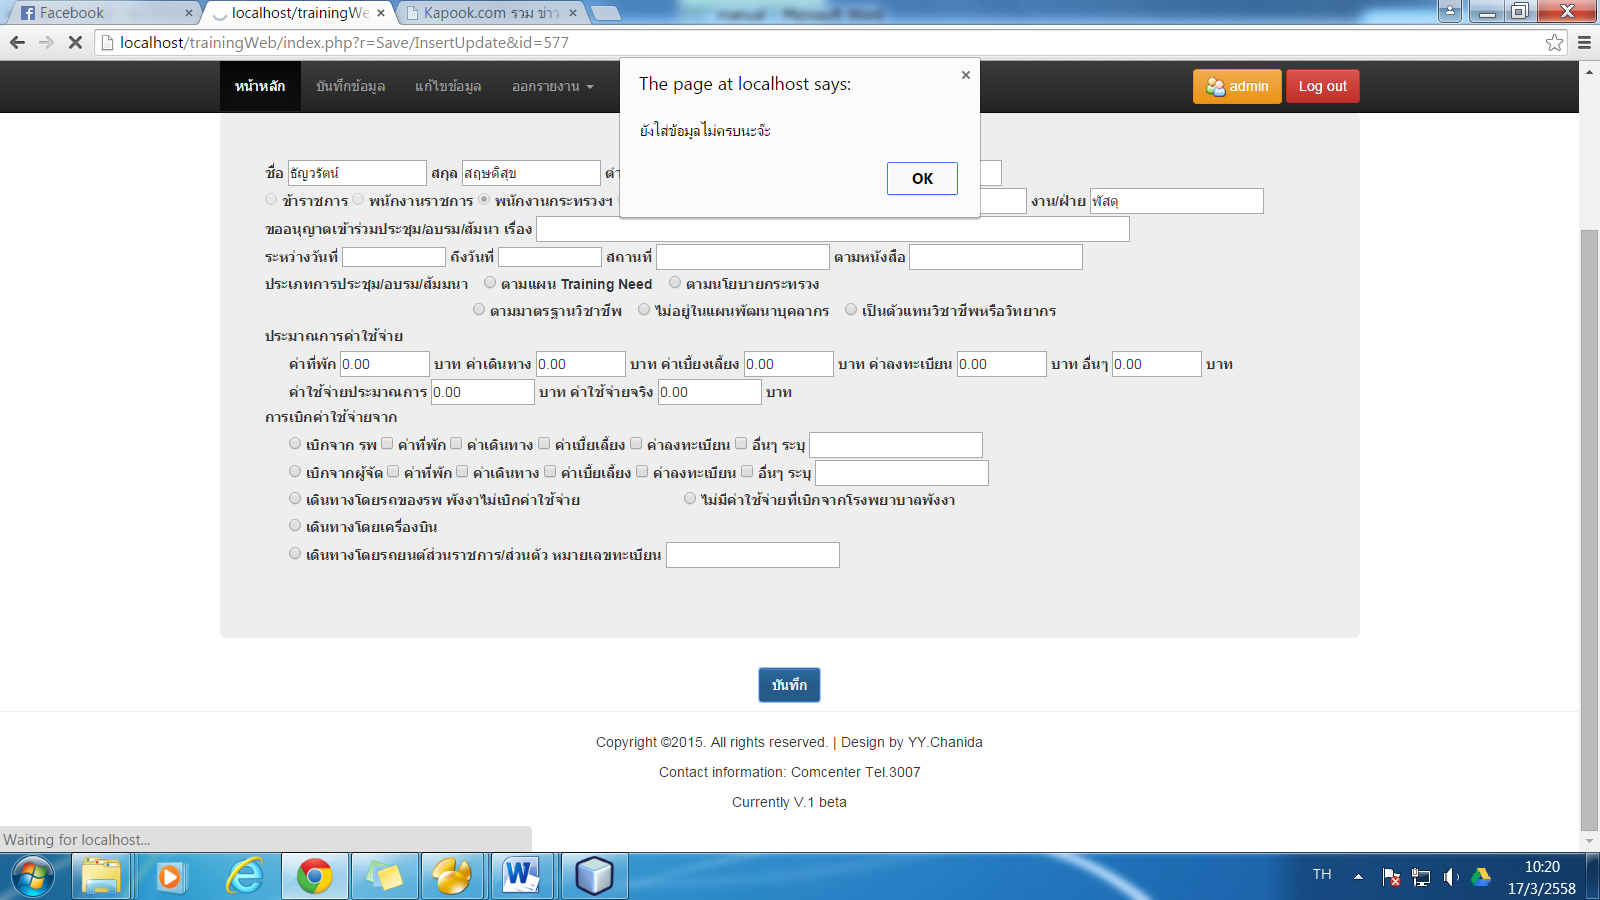 Facebook
localhost/trainingWe
Kapook.com รวม ข่าว
localhost/trainingWeb/index.php?r=Save/InsertUpdate&id=577
หน้าหลัก บันทึกข้อมูล แก้ไขข้อมูล ออกรายงาน admin Log out
The page at localhost says:
ยังใส่ข้อมูลไม่ครบนะจ๊ะ
OK
ชื่อ ธัญวรัตน์ สกุล สฤษดิสุข
ข้าราชการ พนักงานราชการ พนักงานกระทรวงฯ งาน/ฝ่าย พัสดุ
ขออนุญาตเข้าร่วมประชุม/อบรม/สัมนา เรื่อง
ระหว่างวันที่ ถึงวันที่ สถานที่ ตามหนังสือ
ประเภทการประชุม/อบรม/สัมมนา ตามแผน Training Need ตามนโยบายกระทรวง
ตามมาตรฐานวิชาชีพ ไม่อยู่ในแผนพัฒนาบุคลากร เป็นตัวแทนวิชาชีพหรือวิทยากร
ประมาณการค่าใช้จ่าย
ค่าที่พัก 0.00 บาท ค่าเดินทาง 0.00 บาท ค่าเบี้ยงเลี้ยง 0.00 บาท ค่าลงทะเบียน 0.00 บาท อื่นๆ 0.00 บาท
ค่าใช้จ่ายประมาณการ 0.00 บาท ค่าใช้จ่ายจริง 0.00 บาท
การเบิกค่าใช้จ่ายจาก
เบิกจาก รพ ค่าที่พัก ค่าเดินทาง ค่าเบี้ยเลี้ยง ค่าลงทะเบียน อื่นๆ ระบุ
เบิกจากผู้จัด ค่าที่พัก ค่าเดินทาง ค่าเบี้ยเลี้ยง ค่าลงทะเบียน อื่นๆ ระบุ
เดินทางโดยรถของรพ พังงาไม่เบิกค่าใช้จ่าย ไม่มีค่าใช้จ่ายที่เบิกจากโรงพยาบาลพังงา
เดินทางโดยเครื่องบิน
เดินทางโดยรถยนต์ส่วนราชการ/ส่วนตัว หมายเลขทะเบียน
บันทึก
Copyright ©2015. All rights reserved. | Design by YY.Chanida
Contact information: Comcenter Tel.3007
Currently V.1 beta
Waiting for localhost...
TH
10:20
17/3/2558